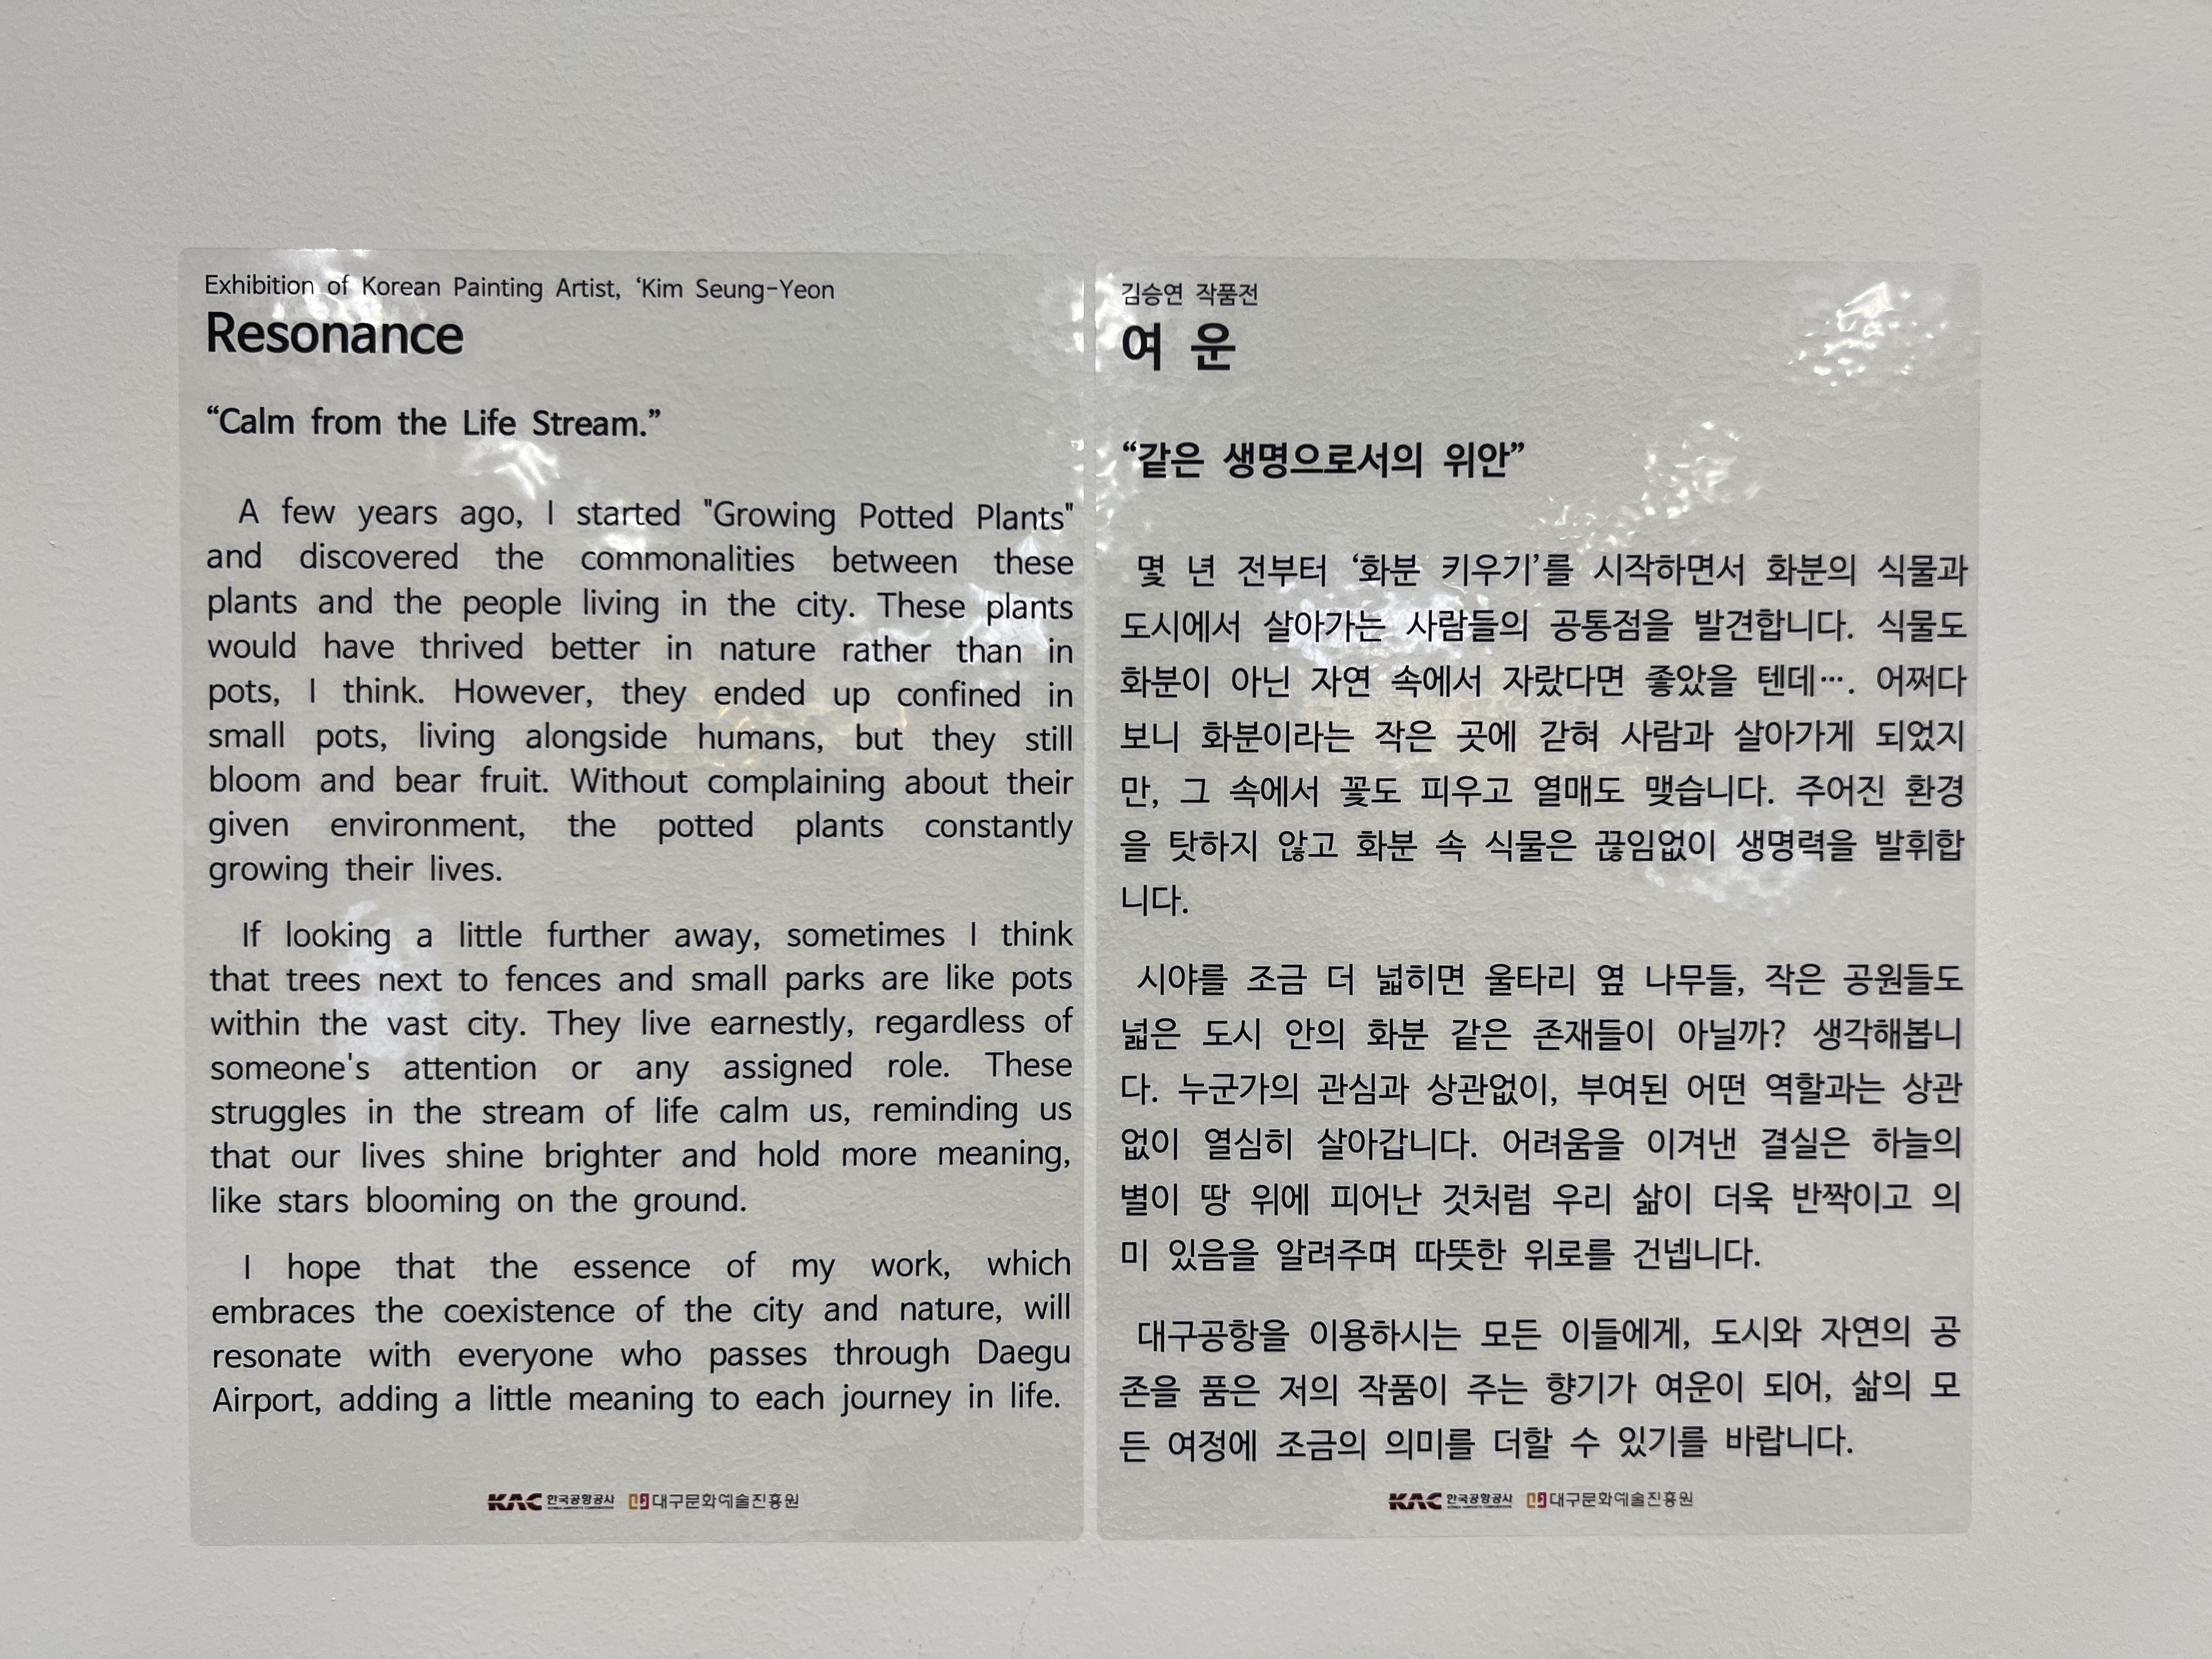 Exhibition of Korean Painting Artist, ‘Kim Seung-Yeon
Resonance
“Calm from the Life Stream.”
A few years ago, I started "Growing Potted Plants"
and discovered the commonalities between these
plants and the people living in the city. These plants
would have thrived better in nature rather than in
pots, I think. However, they ended up confined in
small pots, living alongside humans, but they still
bloom and bear fruit. Without complaining about their
given environment, the potted plants constantly
growing their lives.
If looking a little further away, sometimes I think
that trees next to fences and small parks are like pots
within the vast city. They live earnestly, regardless of
someone's attention or any assigned role. These
struggles in the stream of life calm us, reminding us
that our lives shine brighter and hold more meaning,
like stars blooming on the ground.
I hope that the essence of my work, which
embraces the coexistence of the city and nature, will
resonate with everyone who passes through Daegu
Airport, adding a little meaning to each journey in life.
KAC 한국공항공사 대구문화예술진흥원
김승연 작품전
여 운
“같은 생명으로서의 위안”
몇 년 전부터 ‘화분 키우기’를 시작하면서 화분의 식물과
도시에서 살아가는 사람들의 공통점을 발견합니다. 식물도
화분이 아닌 자연 속에서 자랐다면 좋았을 텐데…. 어쩌다
보니 화분이라는 작은 곳에 갇혀 사람과 살아가게 되었지
만, 그 속에서 꽃도 피우고 열매도 맺습니다. 주어진 환경
을 탓하지 않고 화분 속 식물은 끊임없이 생명력을 발휘합
니다.
시야를 조금 더 넓히면 울타리 옆 나무들, 작은 공원들도
넓은 도시 안의 화분 같은 존재들이 아닐까? 생각해봅니
다. 누군가의 관심과 상관없이, 부여된 어떤 역할과는 상관
없이 열심히 살아갑니다. 어려움을 이겨낸 결실은 하늘의
별이 땅 위에 피어난 것처럼 우리 삶이 더욱 반짝이고 의
미 있음을 알려주며 따뜻한 위로를 건넵니다.
대구공항을 이용하시는 모든 이들에게, 도시와 자연의 공
존을 품은 저의 작품이 주는 향기가 여운이 되어, 삶의 모
든 여정에 조금의 의미를 더할 수 있기를 바랍니다.
KAC 한국공항공사 대구문화예술진흥원